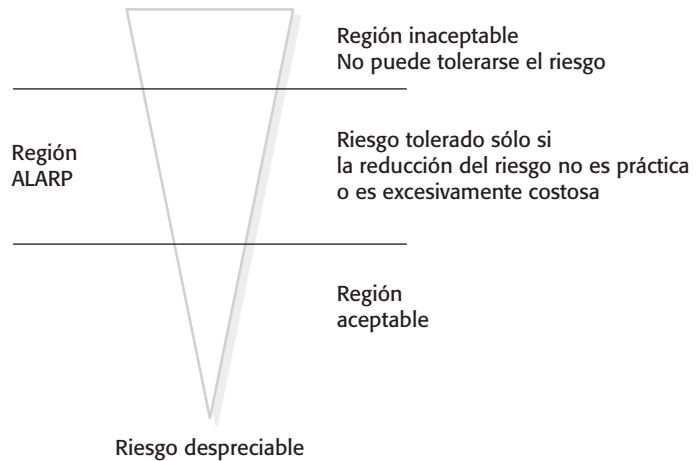 Región inaceptable
No puede tolerarse el riesgo
Región
ALARP
Riesgo tolerado sólo si
la reducción del riesgo no es práctica
o es excesivamente costosa
Región
aceptable
Riesgo despreciable